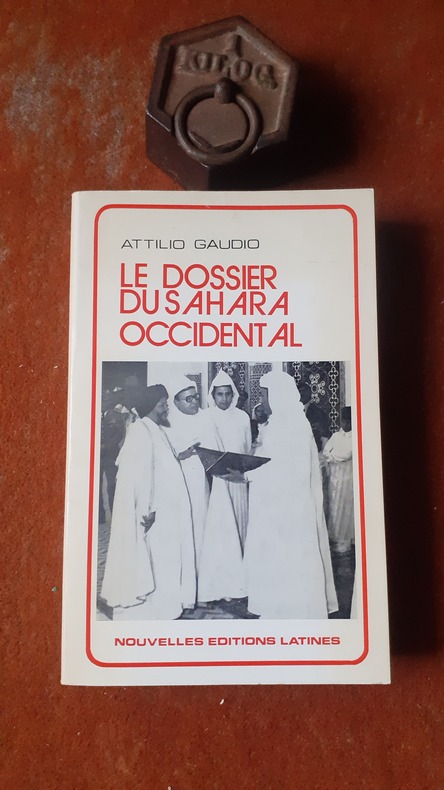 1
KILOG.
ATTILIO GAUDIO
LE DOSSIER
DU SAHARA
OCCIDENTAL
NOUVELLES EDITIONS LATINES